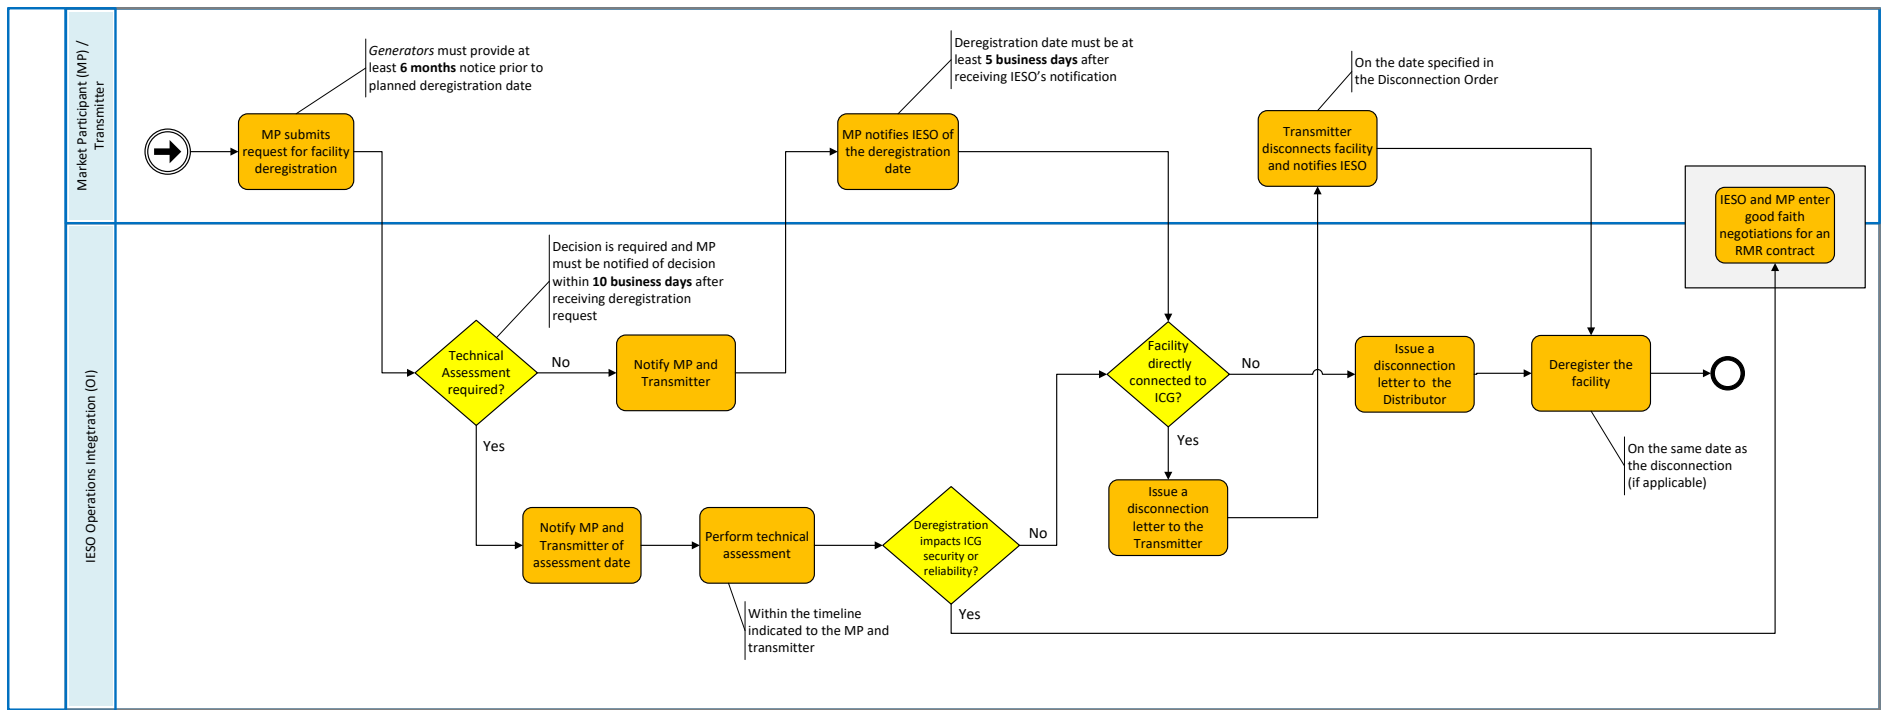 Market Participant (MP) /
Transmitter
Generators must provide at
least 6 months notice prior to
planned deregistration date
MP submits
request for facility
deregistration
Deregistration date must be at
least 5 business days after
receiving IESO's notification
MP notifies IESO of
the deregistration
date
On the date specified in
the Disconnection Order
Transmitter
disconnects facility
and notifies IESO
IESO and MP enter
good faith
negotiations for an
RMR contract
IESO Operations Integtration (OI)
Decision is required and MP
must be notified of decision
within 10 business days after
receiving deregistration
request
Technical
Assessment
required?
No
Notify MP and
Transmitter
Yes
Notify MP and
Transmitter of
assessment date
Perform technical
assessment
Within the timeline
indicated to the MP and
transmitter
Deregistration
impacts ICG
security or
reliability?
No
Yes
Facility
directly
connected to
ICG?
No
Yes
Issue a
disconnection
letter to the
Transmitter
Issue a
disconnection
letter to  the
Distributor
Deregister the
facility
On the same date as
the disconnection
(if applicable)